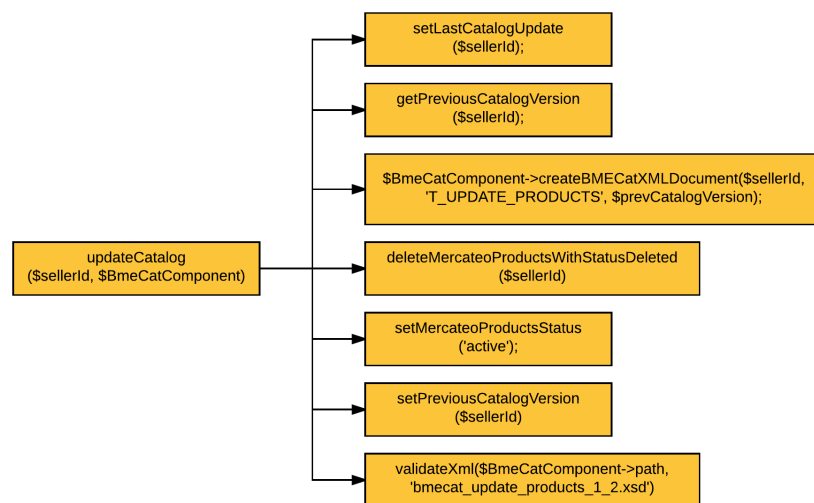 setLastCatalogUpdate
($sellerId);
getPreviousCatalogVersion
($sellerId);
$BmeCatComponent->createBMECatXMLDocument($sellerId,
'T_UPDATE_PRODUCTS', $prevCatalogVersion);
updateCatalog
($sellerId, $BmeCatComponent)
deleteMercateoProductsWithStatusDeleted
($sellerId)
setMercateoProductsStatus
('active');
setPreviousCatalogVersion
($sellerId)
validateXml($BmeCatComponent->path,
'bmecat_update_products_1_2.xsd')